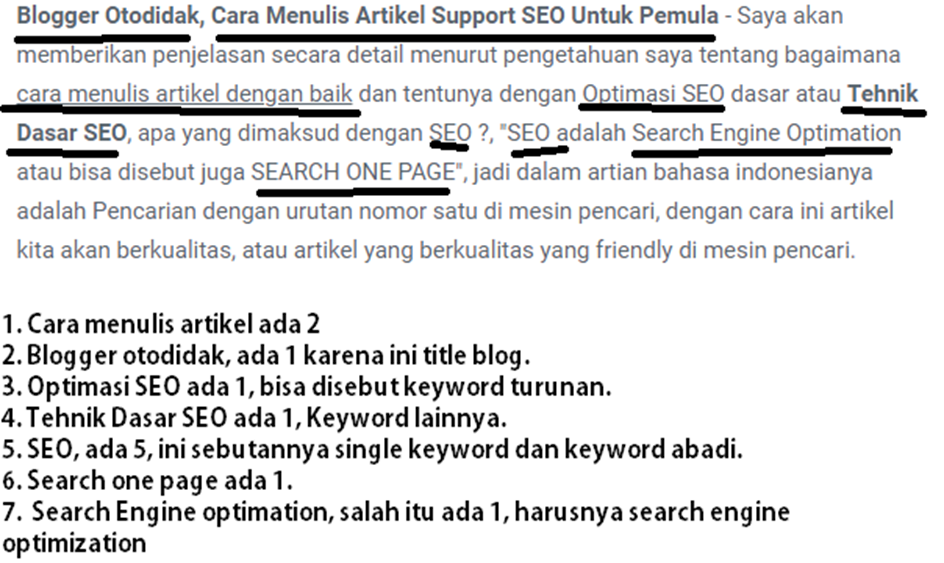 Blogger Otodidak, Cara Menulis Artikel Support SEO Untuk Pemula - Saya akan
memberikan penjelasan secara detail menurut pengetahuan saya tentang bagaimana
cara menulis artikel dengan baik dan tentunya dengan Optimasi SEO dasar atau Tehnik
Dasar SEO, apa yang dimaksud dengan SEO ?, "SEO adalah Search Engine Optimation
atau bisa disebut juga SEARCH ONE PAGE", jadi dalam artian bahasa indonesianya
adalah Pencarian dengan urutan nomor satu di mesin pencari, dengan cara ini artikel
kita akan berkualitas, atau artikel yang berkualitas yang friendly di mesin pencari.
1. Cara menulis artikel ada 2
2. Blogger otodidak, ada 1 karena ini title blog.
3. Optimasi SEO ada 1, bisa disebut keyword turunan.
4. Tehnik Dasar SEO ada 1, Keyword lainnya.
5. SEO, ada 5, ini sebutannya single keyword dan keyword abadi.
6. Search one page ada 1.
7. Search Engine optimation, salah itu ada 1, harusnya search engine
optimization